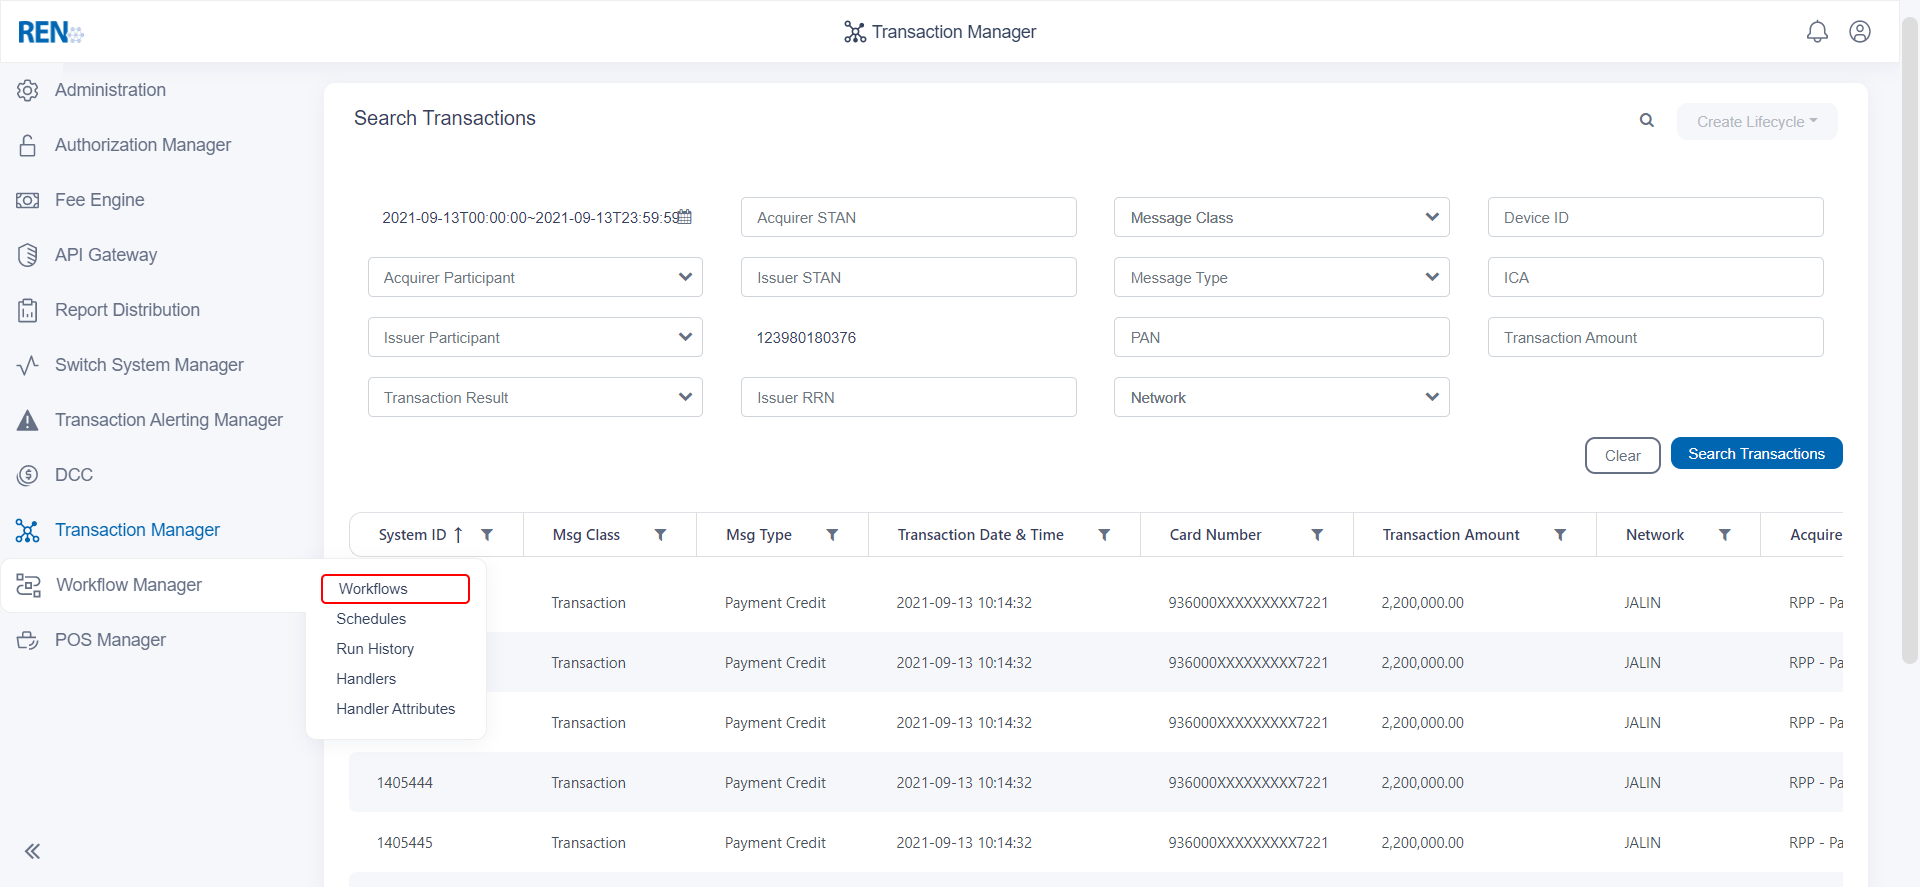 REN
Transaction Manager
Administration
Authorization Manager
Fee Engine
API Gateway
Report Distribution
Switch System Manager
Transaction Alerting Manager
DCC
Transaction Manager
Workflow Manager
POS Manager
Workflows
Schedules
Run History
Handlers
Handler Attributes
Search Transactions
Create Lifecycle
2021-09-13T00:00:00~2021-09-13T23:59:59
Acquirer STAN
Message Class
Device ID
Acquirer Participant
Issuer STAN
Message Type
ICA
Issuer Participant
123980180376
PAN
Transaction Amount
Transaction Result
Issuer RRN
Network
Clear
Search Transactions
System ID Msg Class Msg Type Transaction Date & Time Card Number Transaction Amount Network Acquire
Transaction Payment Credit 2021-09-13 10:14:32 936000XXXXXXXXX7221 2,200,000.00 JALIN RPP - Pa
Transaction Payment Credit 2021-09-13 10:14:32 936000XXXXXXXXX7221 2,200,000.00 JALIN RPP - Pa
Transaction Payment Credit 2021-09-13 10:14:32 936000XXXXXXXXX7221 2,200,000.00 JALIN RPP - Pa
1405444 Transaction Payment Credit 2021-09-13 10:14:32 936000XXXXXXXXX7221 2,200,000.00 JALIN RPP - Pa
1405445 Transaction Payment Credit 2021-09-13 10:14:32 936000XXXXXXXXX7221 2,200,000.00 JALIN RPP - Pa